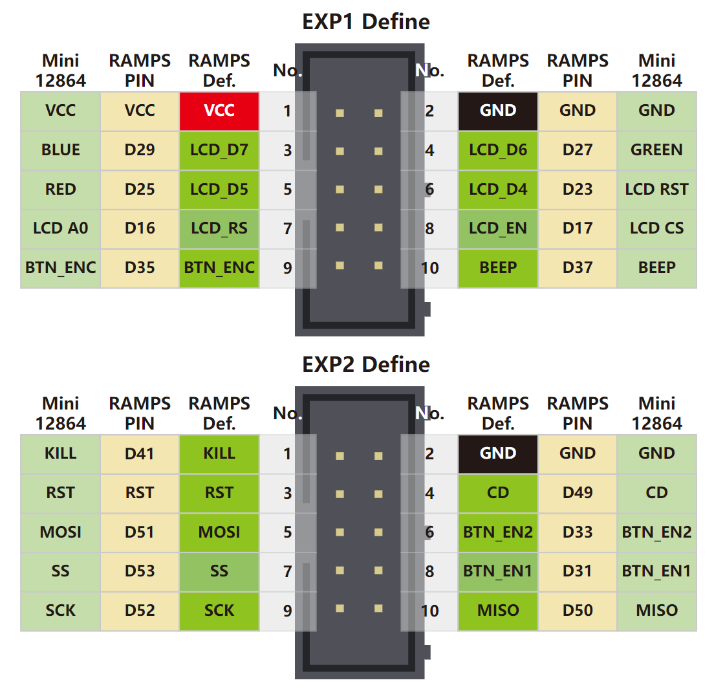 EXP1 Define
Mini 12864 RAMPS PIN RAMPS Def. No. No. RAMPS Def. RAMPS PIN Mini 12864
VCC VCC VCC 1 2 GND GND GND
BLUE D29 LCD_D7 3 4 LCD_D6 D27 GREEN
RED D25 LCD_D5 5 6 LCD_D4 D23 LCD RST
LCD A0 D16 LCD_RS 7 8 LCD_EN D17 LCD CS
BTN_ENC D35 BTN_ENC 9 10 BEEP D37 BEEP
EXP2 Define
Mini 12864 RAMPS PIN RAMPS Def. No. No. RAMPS Def. RAMPS PIN Mini 12864
KILL D41 KILL 1 2 GND GND GND
RST RST RST 3 4 CD D49 CD
MOSI D51 MOSI 5 6 BTN_EN2 D33 BTN_EN2
SS D53 SS 7 8 BTN_EN1 D31 BTN_EN1
SCK D52 SCK 9 10 MISO D50 MISO